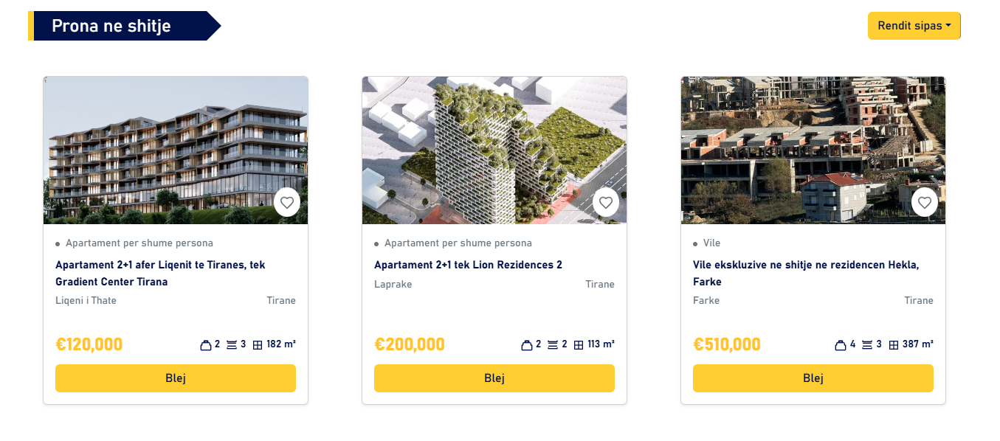 Prona ne shitje
Rendit sipas
Apartament per shume persona
Apartament 2+1 afer Liqenit te Tiranes, tek
Gradient Center Tirana
Liqeni i Thate Tirane
€120,000 2 3 182 m²
Blej
Apartament per shume persona
Apartament 2+1 tek Lion Rezidences 2
Laprake Tirane
€200,000 2 2 113 m²
Blej
Vile
Vile ekskluzive ne shitje ne rezidencen Hekla,
Farke
Farke Tirane
€510,000 4 3 387 m²
Blej